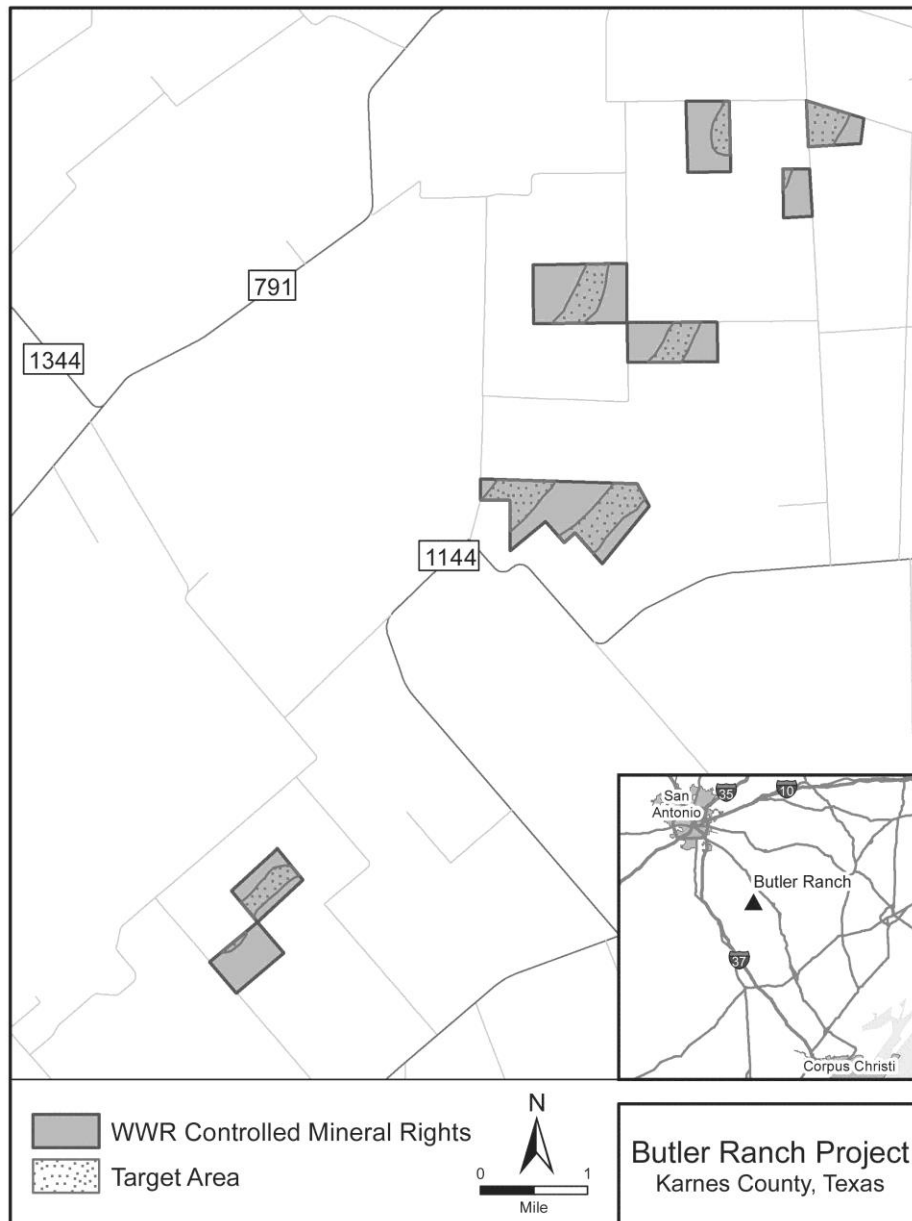 791
1344
1144
San
Antonio
35
10
Butler Ranch
37
Corpus Christi
WWR Controlled Mineral Rights
Target Area
N
0 1
Mile
Butler Ranch Project
Karnes County, Texas